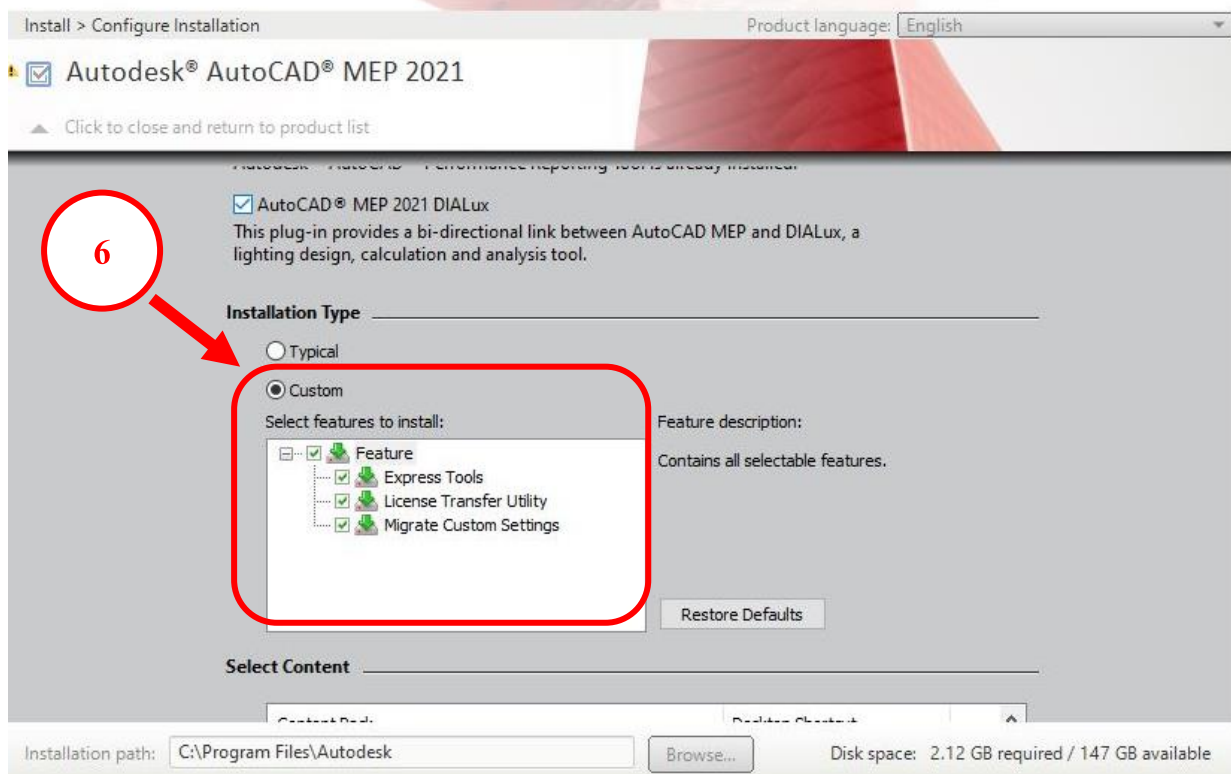 Install > Configure Installation
Product language: English
Autodesk® AutoCAD® MEP 2021
Click to close and return to product list
AutoCAD® MEP 2021 DIALux
This plug-in provides a bi-directional link between AutoCAD MEP and DIALux, a
lighting design, calculation and analysis tool.
6
Installation Type
Typical
Custom
Select features to install:
Feature description:
Feature
Contains all selectable features.
Express Tools
License Transfer Utility
Migrate Custom Settings
Restore Defaults
Select Content
Installation path: C:\Program Files\Autodesk
Browse...
Disk space: 2.12 GB required / 147 GB available